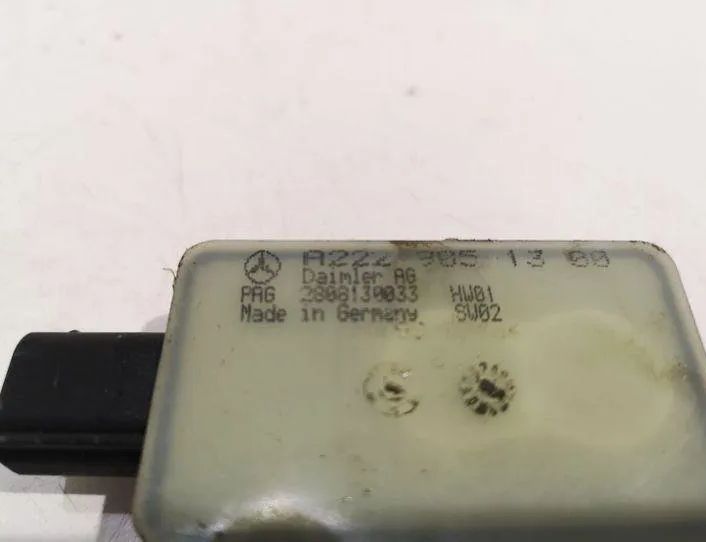 A222 905 13 00
Daimler AG
PAG 2808130033 HW01
Made in Germany SW02